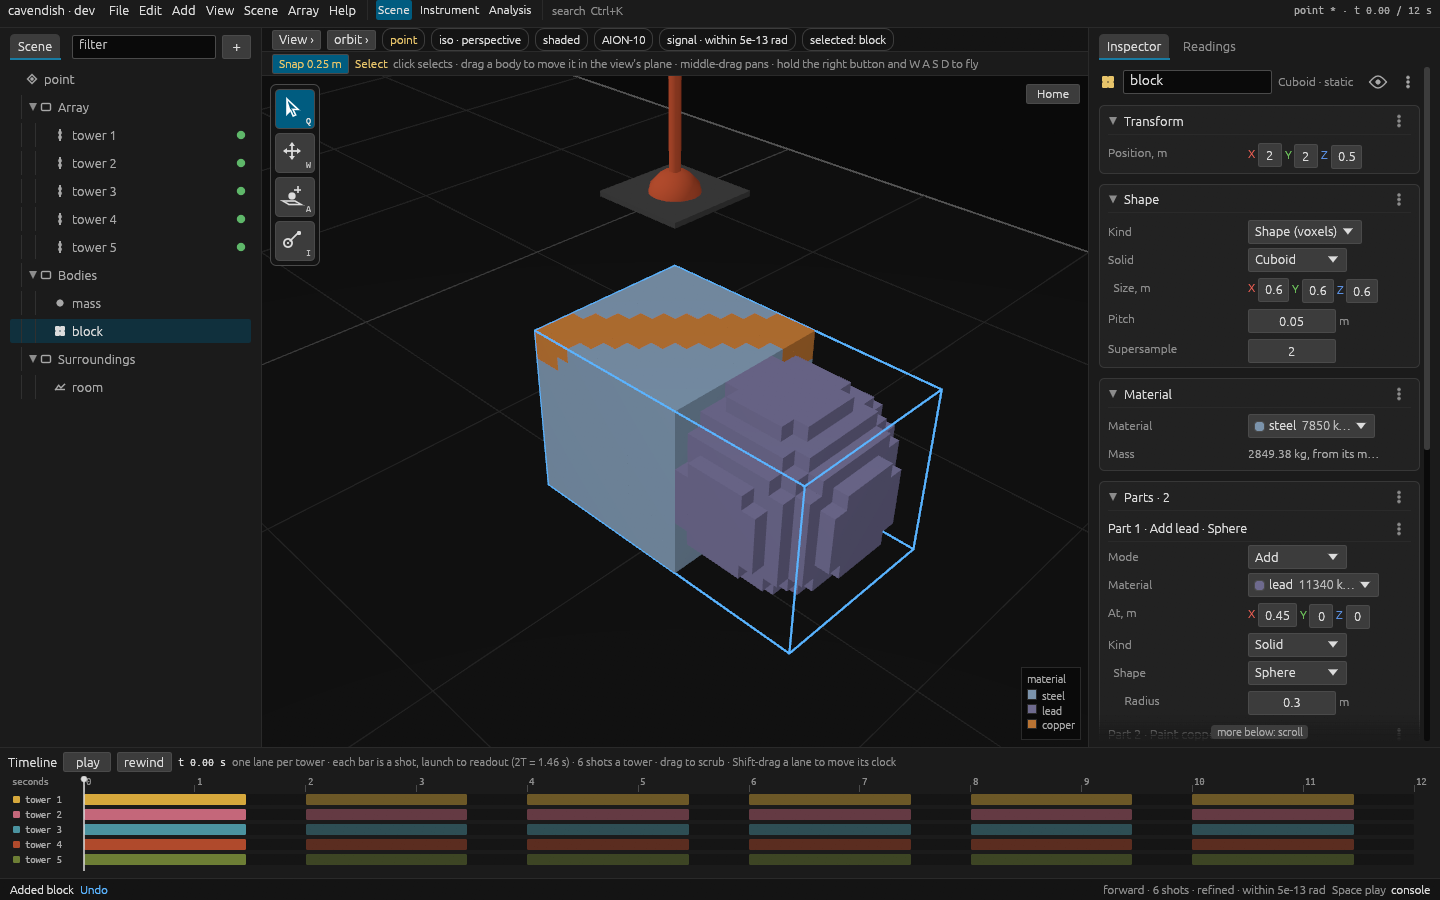 cavendish · dev File Edit Add View Scene Array Help Scene Instrument Analysis search Ctrl+K point * · t 0.00 / 12 s
Scene filter +
point
Array
tower 1
tower 2
tower 3
tower 4
tower 5
Bodies
mass
block
Surroundings
room
View › orbit › point iso · perspective shaded AION-10 signal · within 5e-13 rad selected: block
Snap 0.25 m Select click selects · drag a body to move it in the view's plane · middle-drag pans · hold the right button and W A S D to fly
Q
W
A
I
Home
material
steel
lead
copper
Inspector Readings
block Cuboid · static
Transform
Position, m X 2 Y 2 Z 0.5
Shape
Kind Shape (voxels)
Solid Cuboid
Size, m X 0.6 Y 0.6 Z 0.6
Pitch 0.05 m
Supersample 2
Material
Material steel 7850 k...
Mass 2849.38 kg, from its m...
Parts · 2
Part 1 · Add lead · Sphere
Mode Add
Material lead 11340 k...
At, m X 0.45 Y 0 Z 0
Kind Solid
Shape Sphere
Radius 0.3 m
Part 2 · Paint copp
more below: scroll
Timeline play rewind t 0.00 s one lane per tower · each bar is a shot, launch to readout (2T = 1.46 s) · 6 shots a tower · drag to scrub · Shift-drag a lane to move its clock
seconds 0 1 2 3 4 5 6 7 8 9 10 11 12
tower 1
tower 2
tower 3
tower 4
tower 5
Added block Undo forward · 6 shots · refined · within 5e-13 rad Space play console